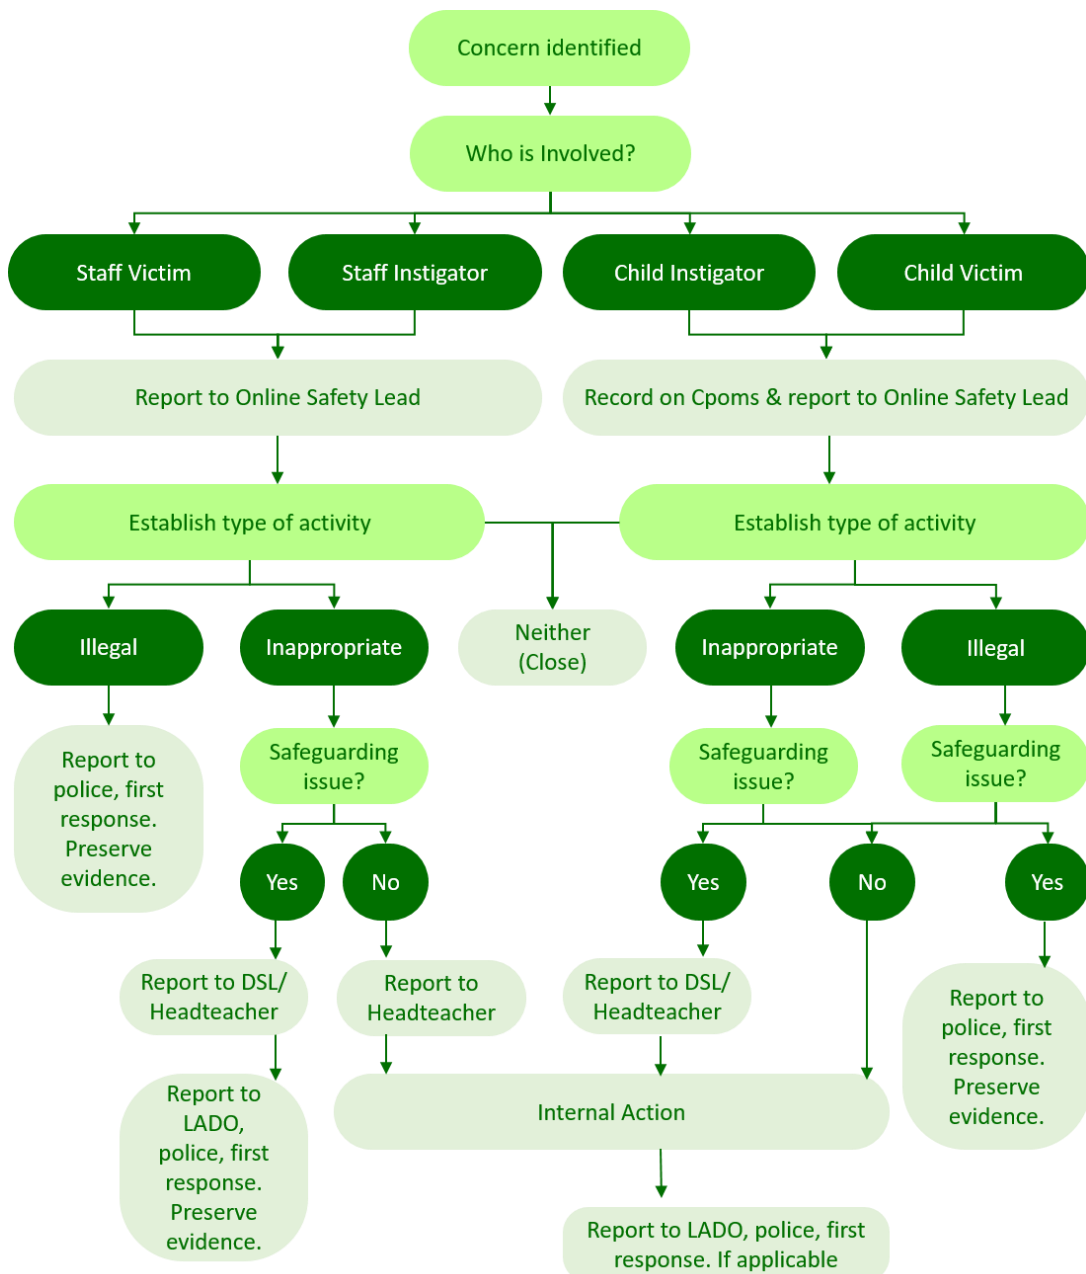 Concern identified
Who is Involved?
Staff Victim
Staff Instigator
Child Instigator
Child Victim
Report to Online Safety Lead
Record on Cpoms & report to Online Safety Lead
Establish type of activity
Establish type of activity
Illegal
Inappropriate
Neither
(Close)
Inappropriate
Illegal
Report to
police, first
response.
Preserve
evidence.
Safeguarding
issue?
Safeguarding
issue?
Safeguarding
issue?
Yes
No
Yes
No
Yes
Report to DSL/
Headteacher
Report to
Headteacher
Report to DSL/
Headteacher
Report to
police, first
response.
Preserve
evidence.
Report to
LADO,
police, first
response.
Preserve
evidence.
Internal Action
Report to LADO, police, first
response. If applicable